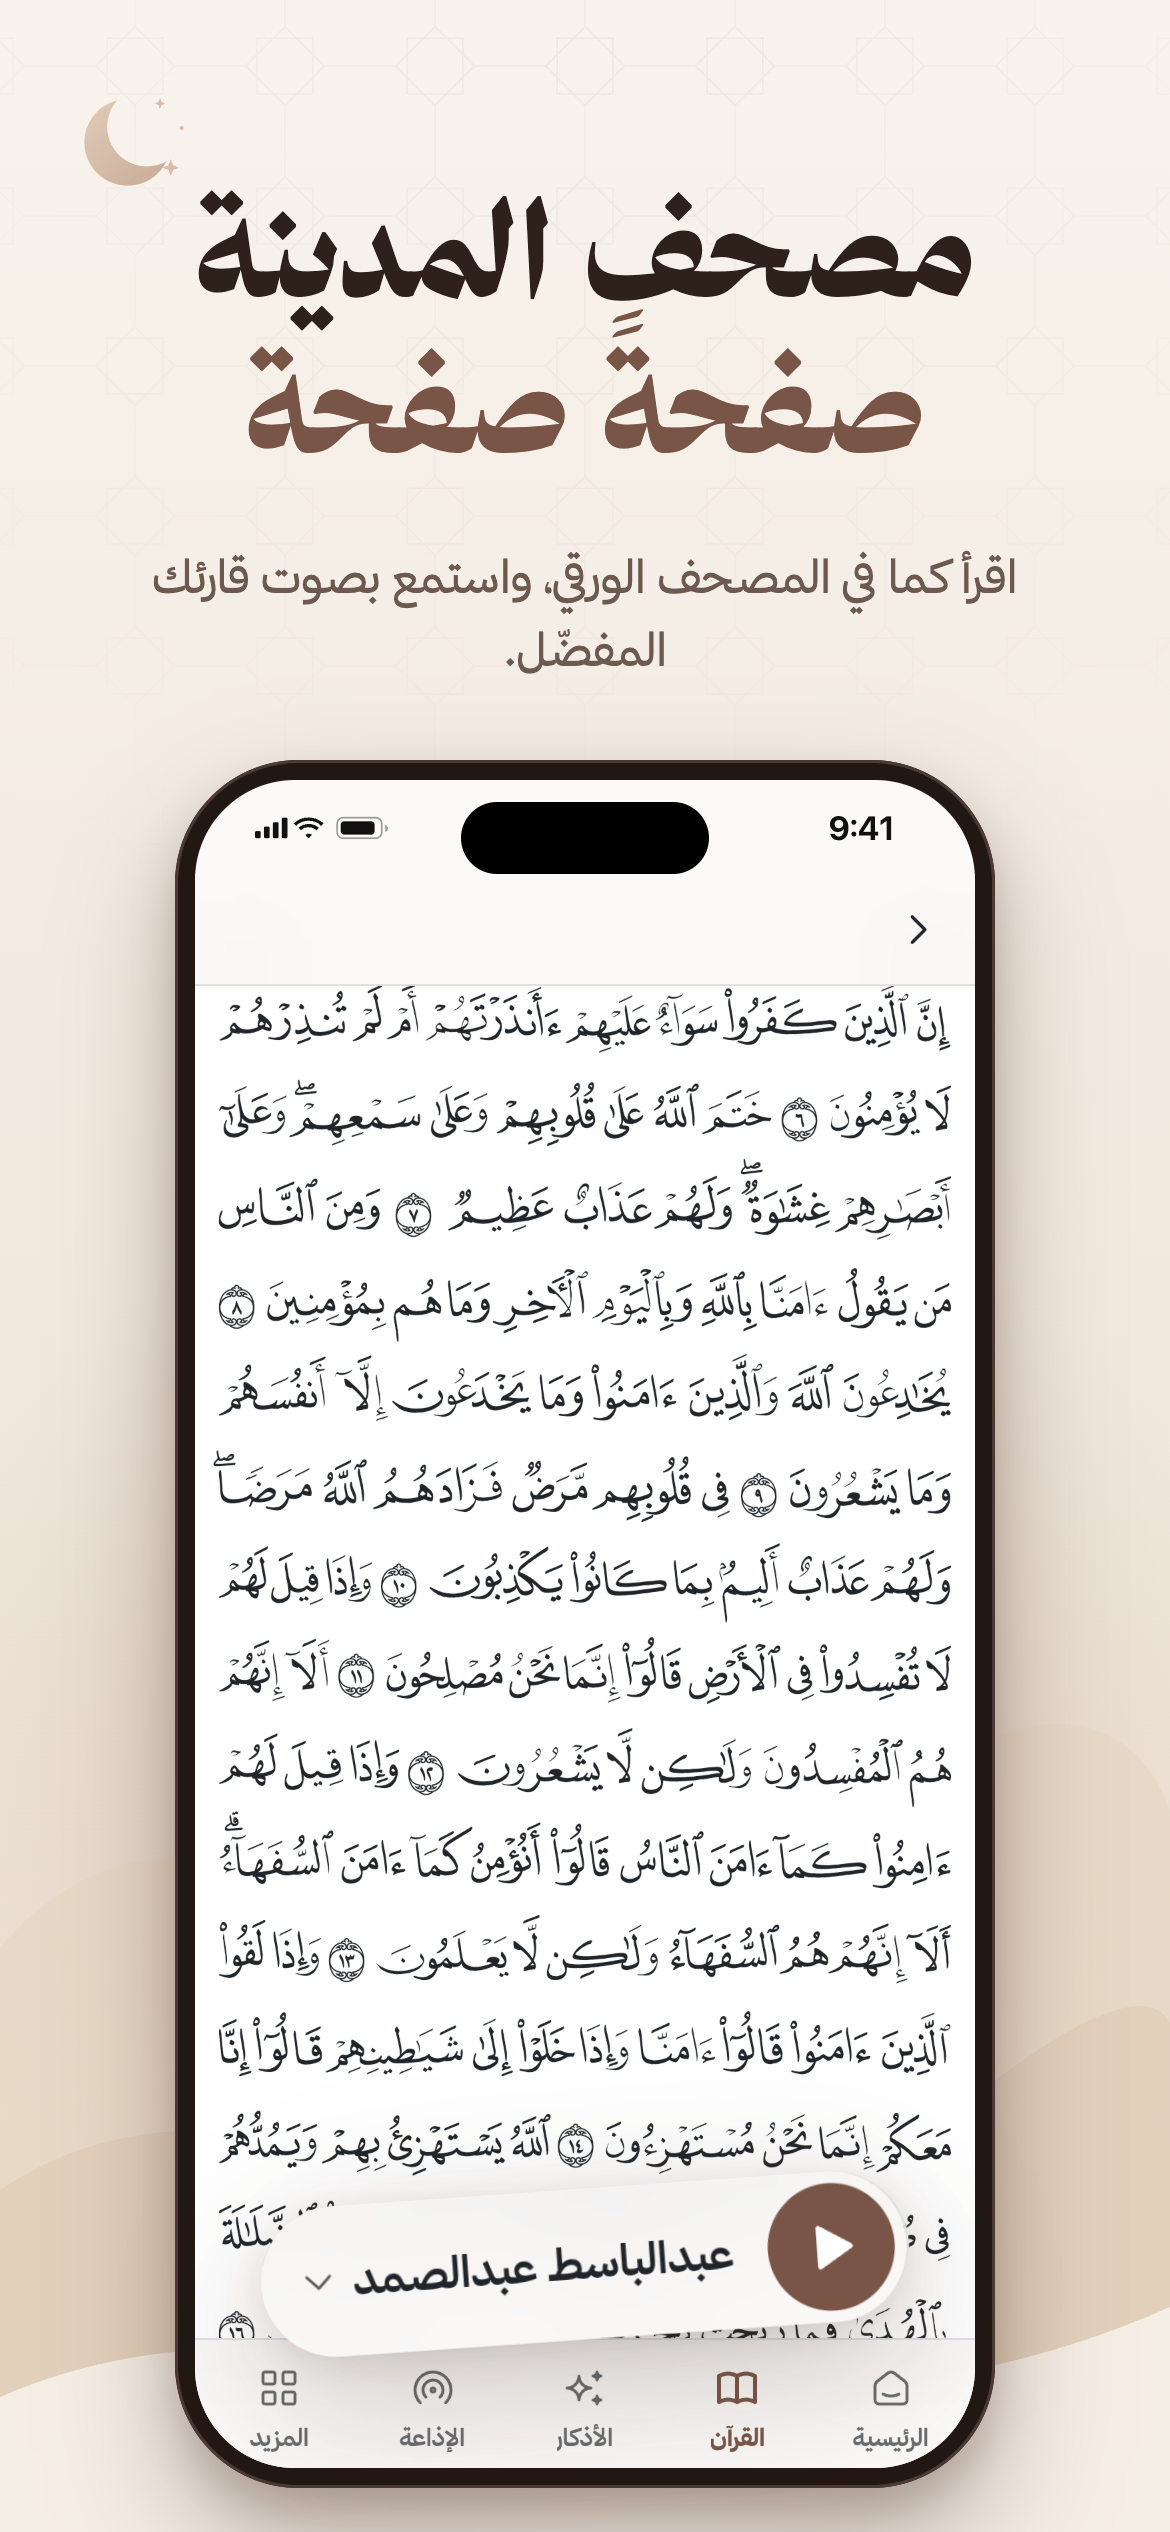 مصحف المدينة
صفحةً صفحة
اقرأ كما في المصحف الورقي، واستمع بصوت قارئك
المفضّل.
9:41
إِنَّ ٱلَّذِينَ كَفَرُوا۟ سَوَآءٌ عَلَيْهِمْ ءَأَنذَرْتَهُمْ أَمْ لَمْ تُنذِرْهُمْ
لَا يُؤْمِنُونَ ٦ خَتَمَ ٱللَّهُ عَلَىٰ قُلُوبِهِمْ وَعَلَىٰ سَمْعِهِمْ ۖ وَعَلَىٰٓ
أَبْصَـٰرِهِمْ غِشَـٰوَةٌ ۖ وَلَهُمْ عَذَابٌ عَظِيمٌ ٧ وَمِنَ ٱلنَّاسِ
مَن يَقُولُ ءَامَنَّا بِٱللَّهِ وَبِٱلْيَوْمِ ٱلْـَٔاخِرِ وَمَا هُم بِمُؤْمِنِينَ ٨
يُخَـٰدِعُونَ ٱللَّهَ وَٱلَّذِينَ ءَامَنُوا۟ وَمَا يَخْدَعُونَ إِلَّآ أَنفُسَهُمْ
وَمَا يَشْعُرُونَ ٩ فِى قُلُوبِهِم مَّرَضٌ فَزَادَهُمُ ٱللَّهُ مَرَضًا ۖ
وَلَهُمْ عَذَابٌ أَلِيمٌۢ بِمَا كَانُوا۟ يَكْذِبُونَ ١٠ وَإِذَا قِيلَ لَهُمْ
لَا تُفْسِدُوا۟ فِى ٱلْأَرْضِ قَالُوٓا۟ إِنَّمَا نَحْنُ مُصْلِحُونَ ١١ أَلَآ إِنَّهُمْ
هُمُ ٱلْمُفْسِدُونَ وَلَـٰكِن لَّا يَشْعُرُونَ ١٢ وَإِذَا قِيلَ لَهُمْ
ءَامِنُوا۟ كَمَآ ءَامَنَ ٱلنَّاسُ قَالُوٓا۟ أَنُؤْمِنُ كَمَآ ءَامَنَ ٱلسُّفَهَآءُ ۗ
أَلَآ إِنَّهُمْ هُمُ ٱلسُّفَهَآءُ وَلَـٰكِن لَّا يَعْلَمُونَ ١٣ وَإِذَا لَقُوا۟
ٱلَّذِينَ ءَامَنُوا۟ قَالُوٓا۟ ءَامَنَّا وَإِذَا خَلَوْا۟ إِلَىٰ شَيَـٰطِينِهِمْ قَالُوٓا۟ إِنَّا
مَعَكُمْ إِنَّمَا نَحْنُ مُسْتَهْزِءُونَ ١٤ ٱللَّهُ يَسْتَهْزِئُ بِهِمْ وَيَمُدُّهُمْ
فِى
عبدالباسط عبدالصمد
بِٱلْهُدَىٰ فَمَا رَبِحَت ١٦
الرئيسية
القرآن
الأذكار
الإذاعة
المزيد